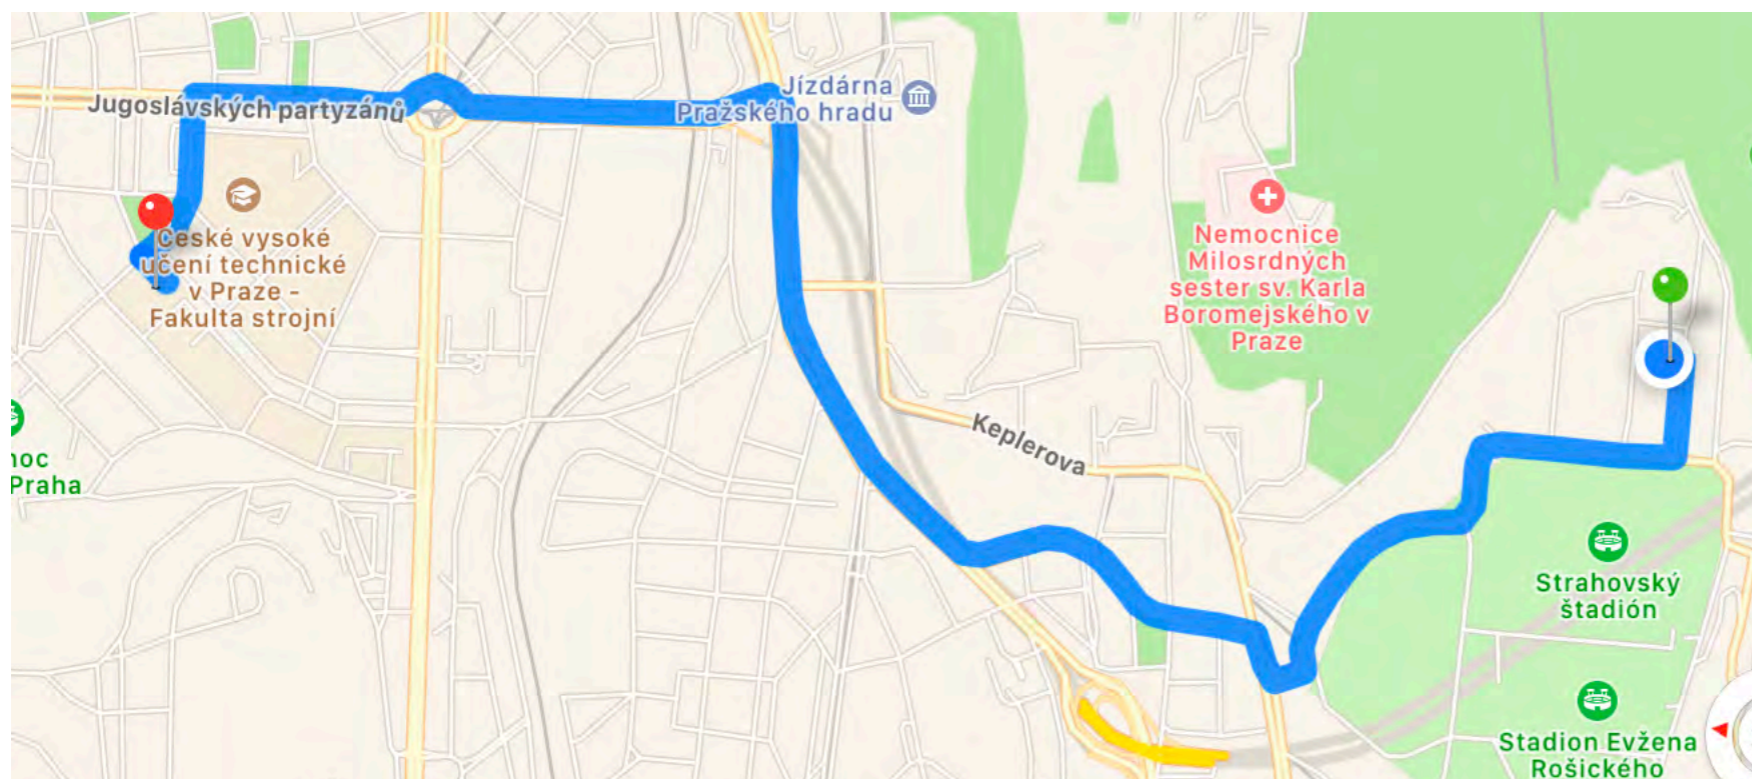 Jugoslávských partyzánů
Jízdárna
Pražského hradu
České vysoké
učení technické
v Praze -
Fakulta strojní
Nemocnice
Milosrdných
sester sv. Karla
Boromejského v
Praze
Keplerova
noc
Praha
Strahovský
štadión
Stadion Evžena
Rošického